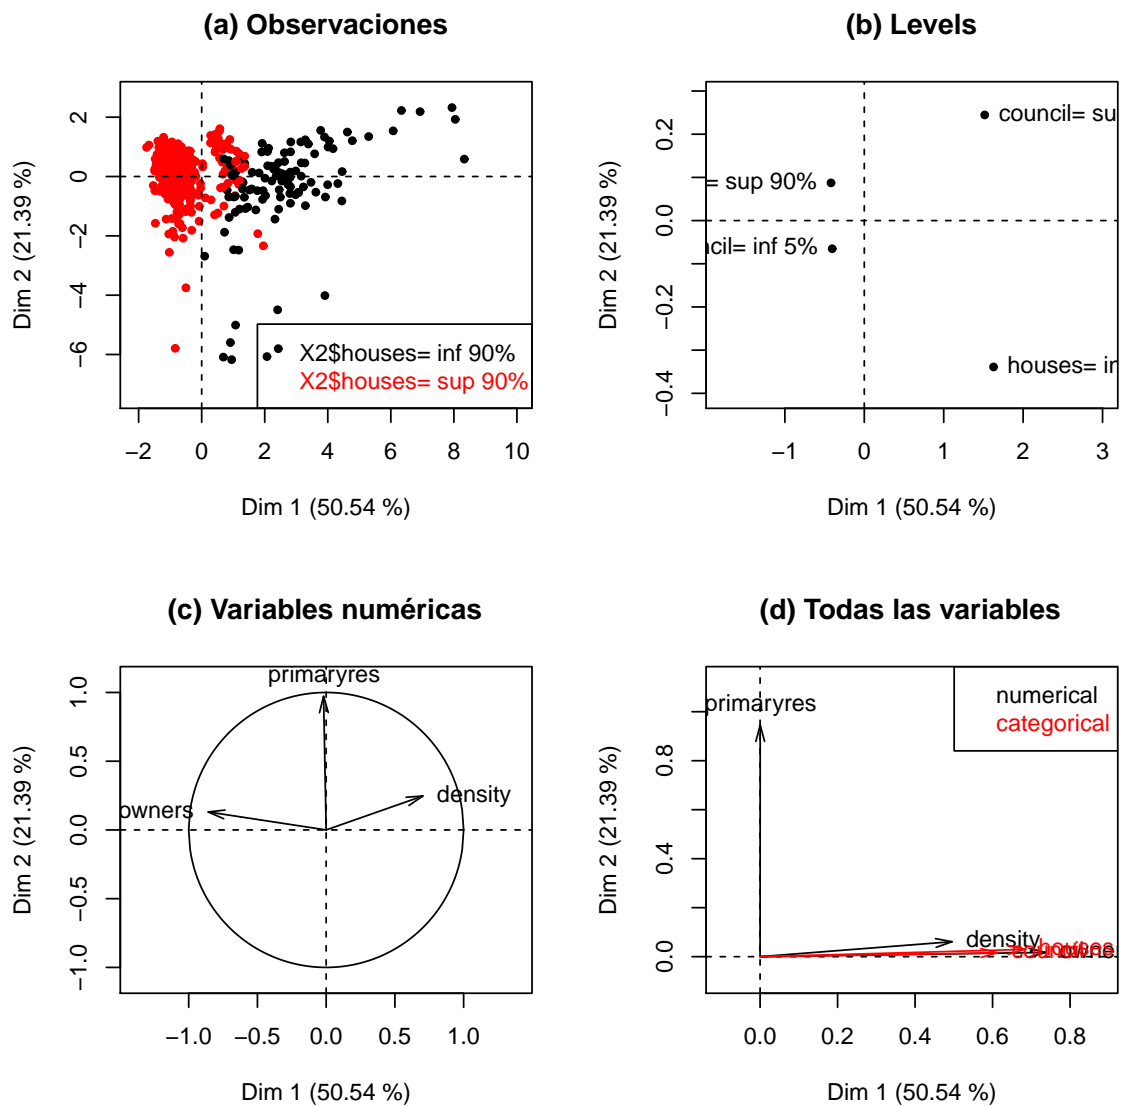 (a) Observaciones
Dim 2 (21.39 %)
2
0
−2
−4
−6
X2$houses= inf 90%
X2$houses= sup 90%
−2 0 2 4 6 8 10
Dim 1 (50.54 %)
(b) Levels
Dim 2 (21.39 %)
0.2
0.0
−0.2
−0.4
council= su
= sup 90%
ncil= inf 5%
houses= in
−1 0 1 2 3
Dim 1 (50.54 %)
(c) Variables numéricas
Dim 2 (21.39 %)
1.0
0.5
0.0
−0.5
−1.0
primaryres
density
owners
−1.0 −0.5 0.0 0.5 1.0
Dim 1 (50.54 %)
(d) Todas las variables
Dim 2 (21.39 %)
0.8
0.4
0.0
numerical
categorical
primaryres
density
houses
0.0 0.2 0.4 0.6 0.8
Dim 1 (50.54 %)